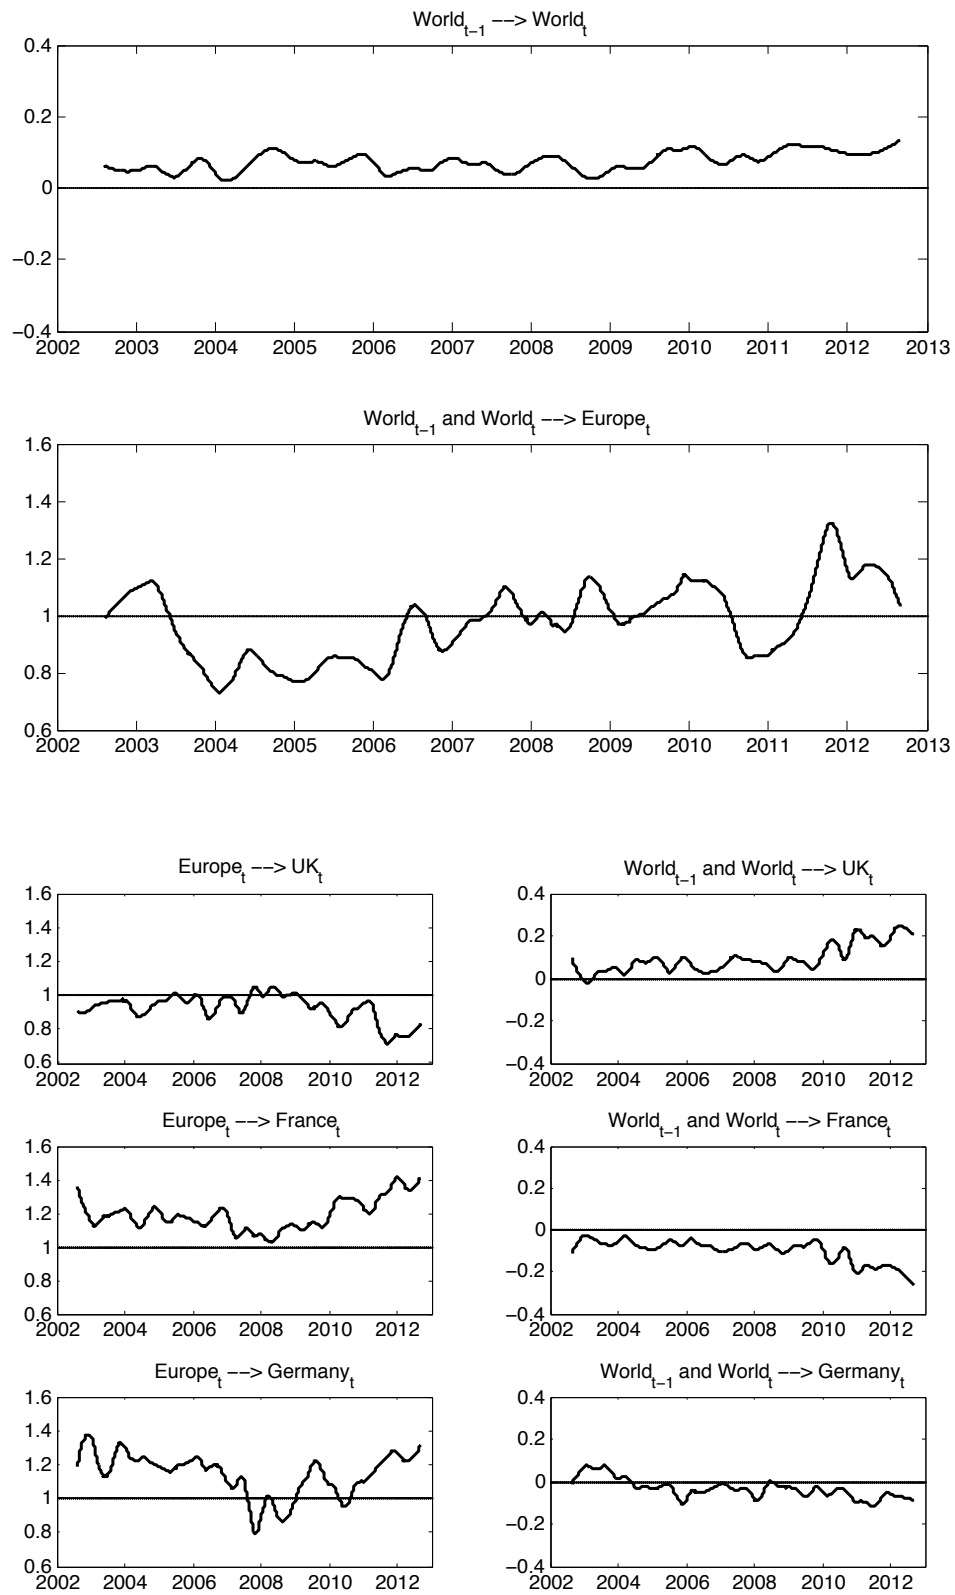 World_{t−1} −−> World_t
0.4
0.2
0
−0.2
−0.4
2002 2003 2004 2005 2006 2007 2008 2009 2010 2011 2012 2013
World_{t−1} and World_t −−> Europe_t
1.6
1.4
1.2
1
0.8
0.6
2002 2003 2004 2005 2006 2007 2008 2009 2010 2011 2012 2013
Europe_t −−> UK_t
1.6
1.4
1.2
1
0.8
0.6
2002 2004 2006 2008 2010 2012
World_{t−1} and World_t −−> UK_t
0.4
0.2
0
−0.2
−0.4
2002 2004 2006 2008 2010 2012
Europe_t −−> France_t
1.6
1.4
1.2
1
0.8
0.6
2002 2004 2006 2008 2010 2012
World_{t−1} and World_t −−> France_t
0.4
0.2
0
−0.2
−0.4
2002 2004 2006 2008 2010 2012
Europe_t −−> Germany_t
1.6
1.4
1.2
1
0.8
0.6
2002 2004 2006 2008 2010 2012
World_{t−1} and World_t −−> Germany_t
0.4
0.2
0
−0.2
−0.4
2002 2004 2006 2008 2010 2012